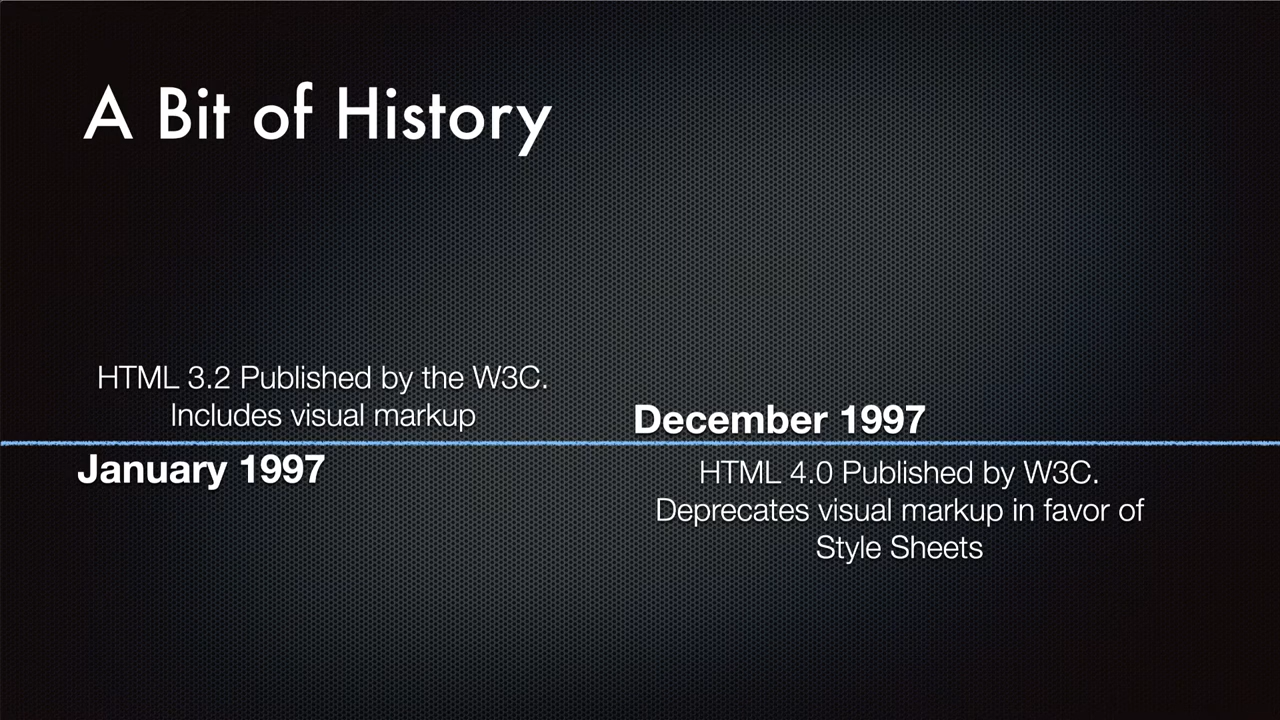 A Bit of History
HTML 3.2 Published by the W3C.
Includes visual markup
January 1997
December 1997
HTML 4.0 Published by W3C.
Deprecates visual markup in favor of
Style Sheets